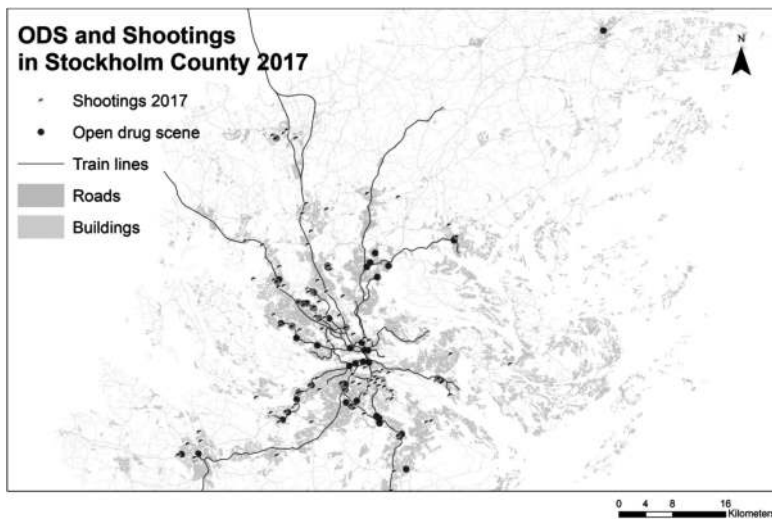 ODS and Shootings
in Stockholm County 2017
Shootings 2017
Open drug scene
Train lines
Roads
Buildings
N
0 4 8 16
Kilometers